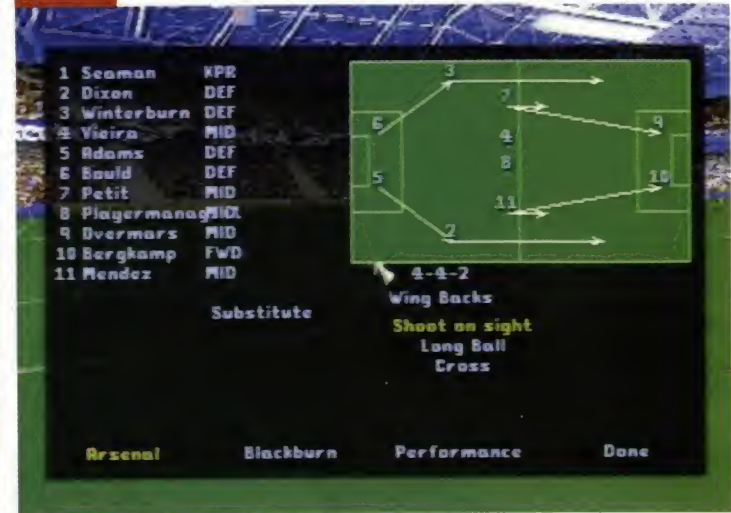 1 Seaman KPR
2 Dixon DEF
3 Winterburn DEF
4 Vieira MID
5 Adams DEF
6 Bould DEF
7 Petit MID
8 Playermanag MID
9 Overmars MID
10 Bergkamp FWD
11 Mendez MID
3
7
6
9
4
8
5
10
11
2
4-4-2
Wing Backs
Substitute
Shoot on sight
Long Ball
Cross
Arsenal Blackburn Performance Done